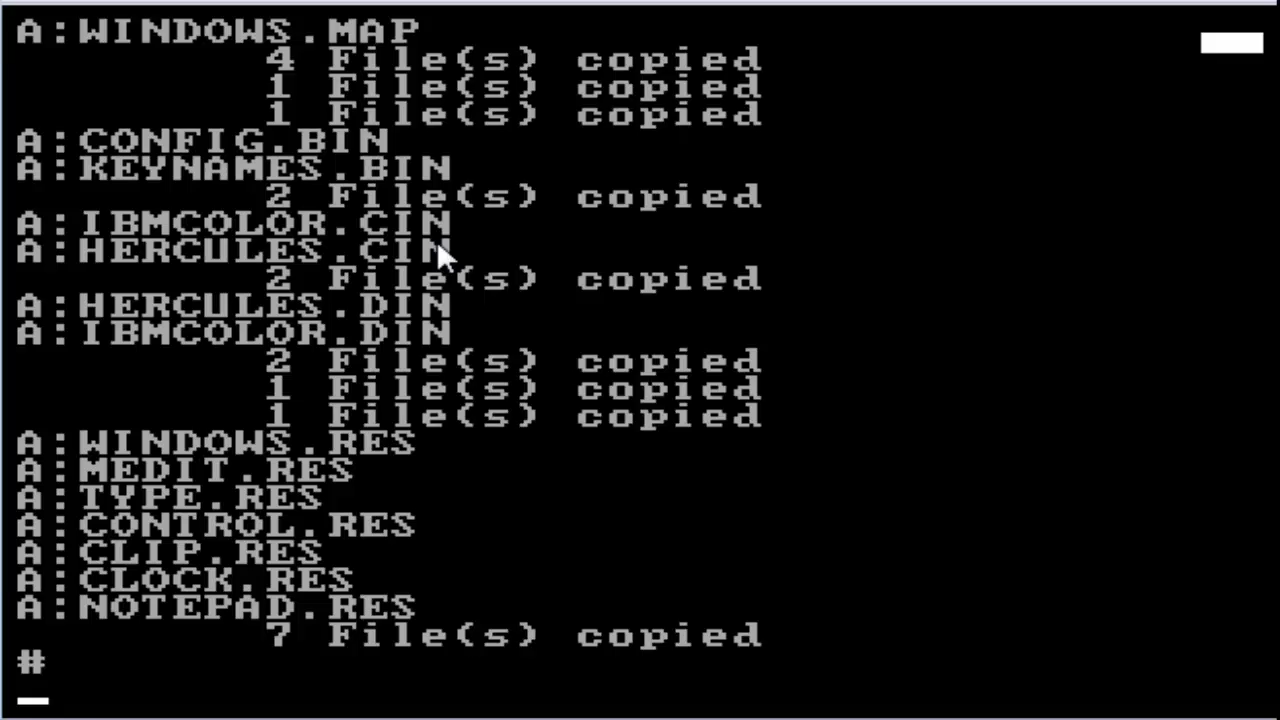 A:WINDOWS.MAP
4 File(s) copied
1 File(s) copied
1 File(s) copied
A:CONFIG.BIN
A:KEYNAMES.BIN
2 File(s) copied
A:IBMCOLOR.CIN
A:HERCULES.CIN
2 File(s) copied
A:HERCULES.DIN
A:IBMCOLOR.DIN
2 File(s) copied
1 File(s) copied
1 File(s) copied
A:WINDOWS.RES
A:MEDIT.RES
A:TYPE.RES
A:CONTROL.RES
A:CLIP.RES
A:CLOCK.RES
A:NOTEPAD.RES
7 File(s) copied
#